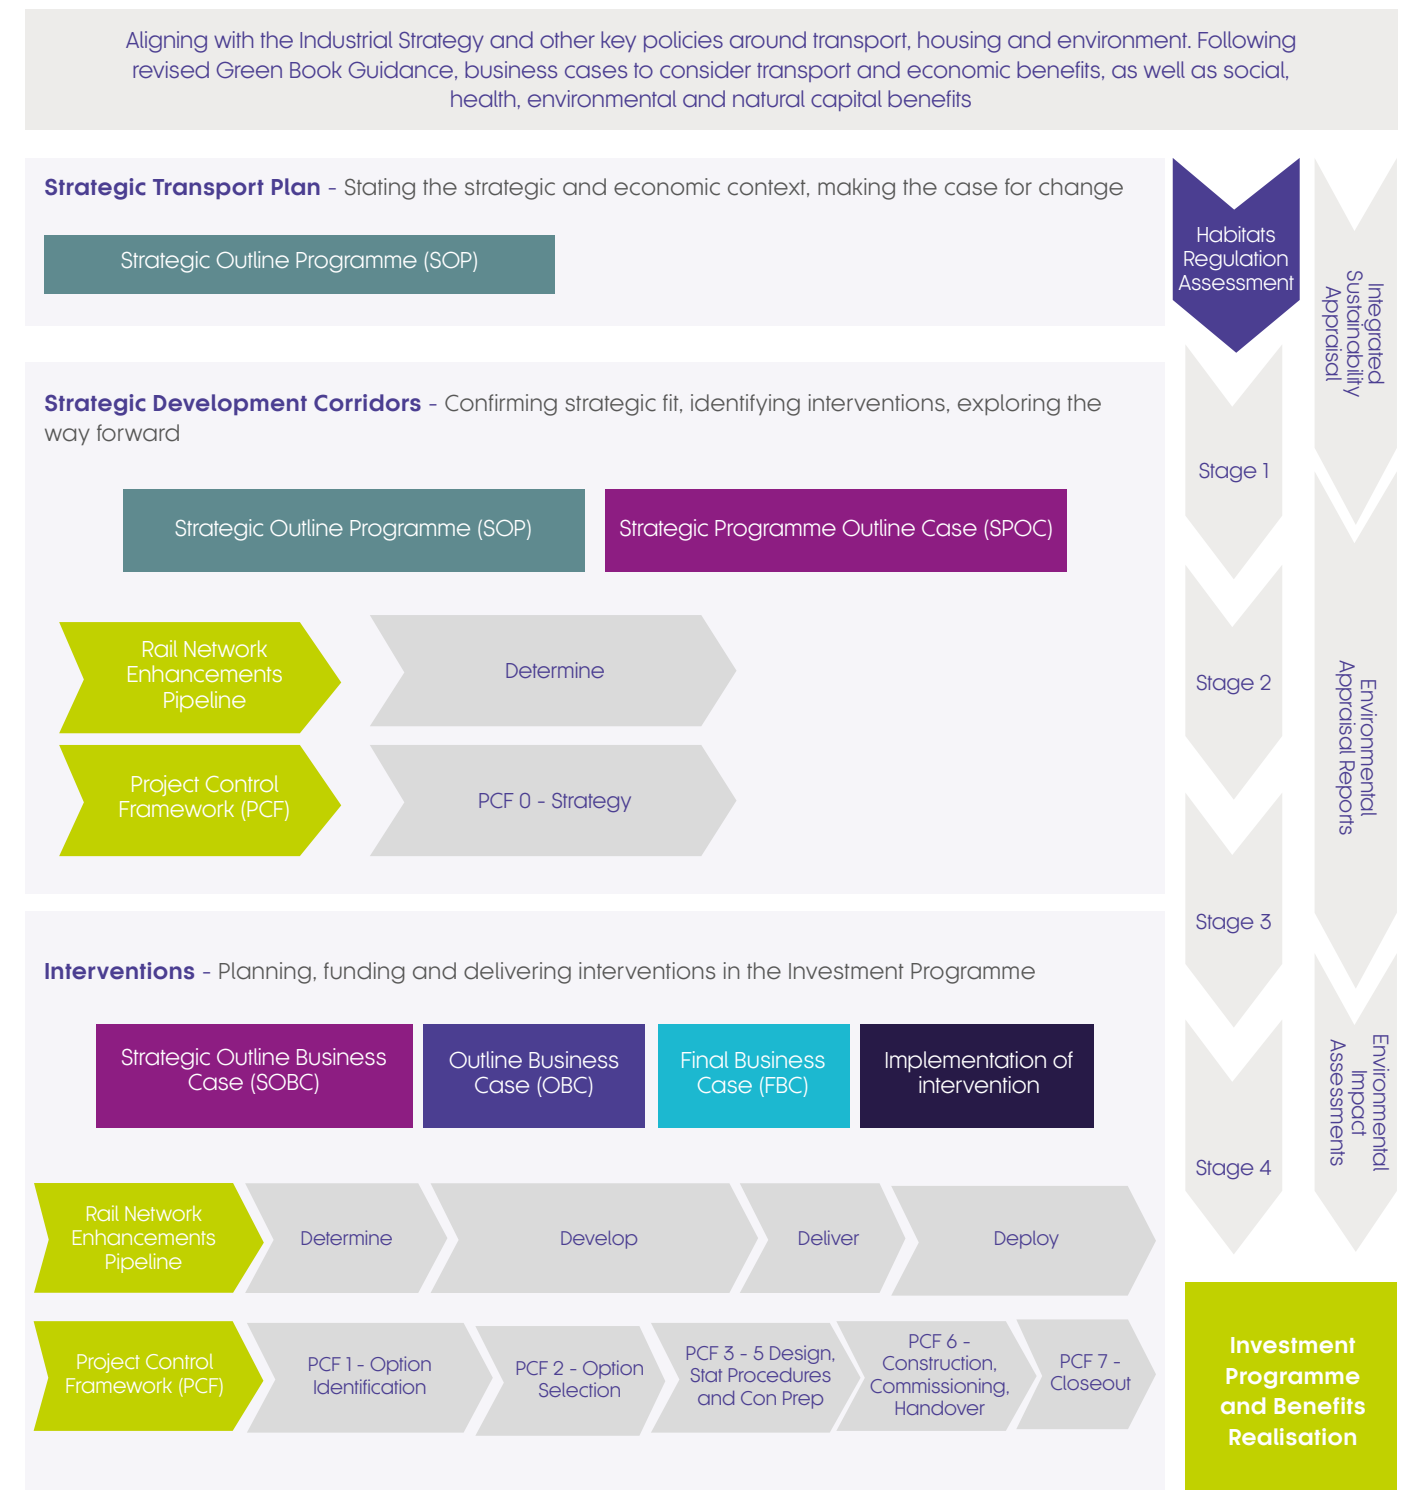 Aligning with the Industrial Strategy and other key policies around transport, housing and environment. Following
revised Green Book Guidance, business cases to consider transport and economic benefits, as well as social,
health, environmental and natural capital benefits
Strategic Transport Plan - Stating the strategic and economic context, making the case for change
Strategic Outline Programme (SOP)
Strategic Development Corridors - Confirming strategic fit, identifying interventions, exploring the
way forward
Strategic Outline Programme (SOP)
Strategic Programme Outline Case (SPOC)
Rail Network
Enhancements
Pipeline
Determine
Project Control
Framework (PCF)
PCF 0 - Strategy
Interventions - Planning, funding and delivering interventions in the Investment Programme
Strategic Outline Business
Case (SOBC)
Outline Business
Case (OBC)
Final Business
Case (FBC)
Implementation of
intervention
Rail Network
Enhancements
Pipeline
Determine
Develop
Deliver
Deploy
Project Control
Framework (PCF)
PCF 1 - Option
Identification
PCF 2 - Option
Selection
PCF 3 - 5 Design,
Stat Procedures
and Con Prep
PCF 6 -
Construction,
Commissioning,
Handover
PCF 7 -
Closeout
Habitats
Regulation
Assessment
Stage 1
Stage 2
Stage 3
Stage 4
Integrated
Sustainability
Appraisal
Environmental
Appraisal Reports
Environmental
Impact
Assessments
Investment
Programme
and Benefits
Realisation